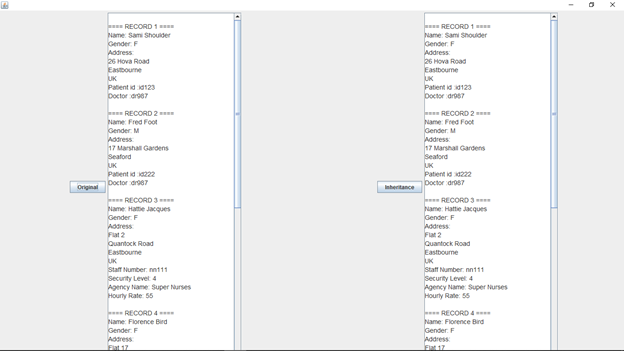 ==== RECORD 1 ====
Name: Sami Shoulder
Gender: F
Address:
26 Hova Road
Eastbourne
UK
Patient id :id123
Doctor :dr987
==== RECORD 2 ====
Name: Fred Foot
Gender: M
Address:
17 Marshall Gardens
Seaford
UK
Patient id :id222
Doctor :dr987
Original
==== RECORD 3 ====
Name: Hattie Jacques
Gender: F
Address:
Flat 2
Quantock Road
Eastbourne
UK
Staff Number: nn111
Security Level: 4
Agency Name: Super Nurses
Hourly Rate: 55
==== RECORD 4 ====
Name: Florence Bird
Gender: F
Address:
Flat 17
==== RECORD 1 ====
Name: Sami Shoulder
Gender: F
Address:
26 Hova Road
Eastbourne
UK
Patient id :id123
Doctor :dr987
==== RECORD 2 ====
Name: Fred Foot
Gender: M
Address:
17 Marshall Gardens
Seaford
UK
Patient id :id222
Doctor :dr987
Inheritance
==== RECORD 3 ====
Name: Hattie Jacques
Gender: F
Address:
Flat 2
Quantock Road
Eastbourne
UK
Staff Number: nn111
Security Level: 4
Agency Name: Super Nurses
Hourly Rate: 55
==== RECORD 4 ====
Name: Florence Bird
Gender: F
Address:
Flat 17